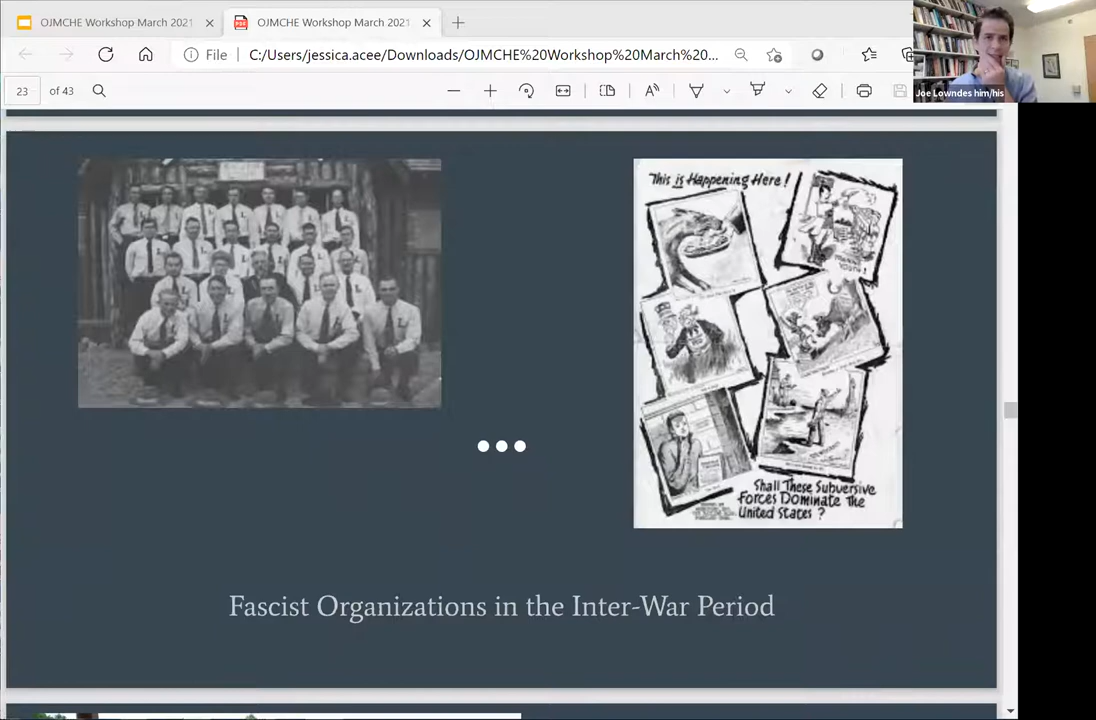 OJMCHE Workshop March 2021
OJMCHE Workshop March 2021
File
C:/Users/jessica.acee/Downloads/OJMCHE%20Workshop%20March%20...
23
of 43
Joe Lowndes him/his
This is Happening Here!
Shall These Subversive
Forces Dominate The
United States?
Fascist Organizations in the Inter-War Period